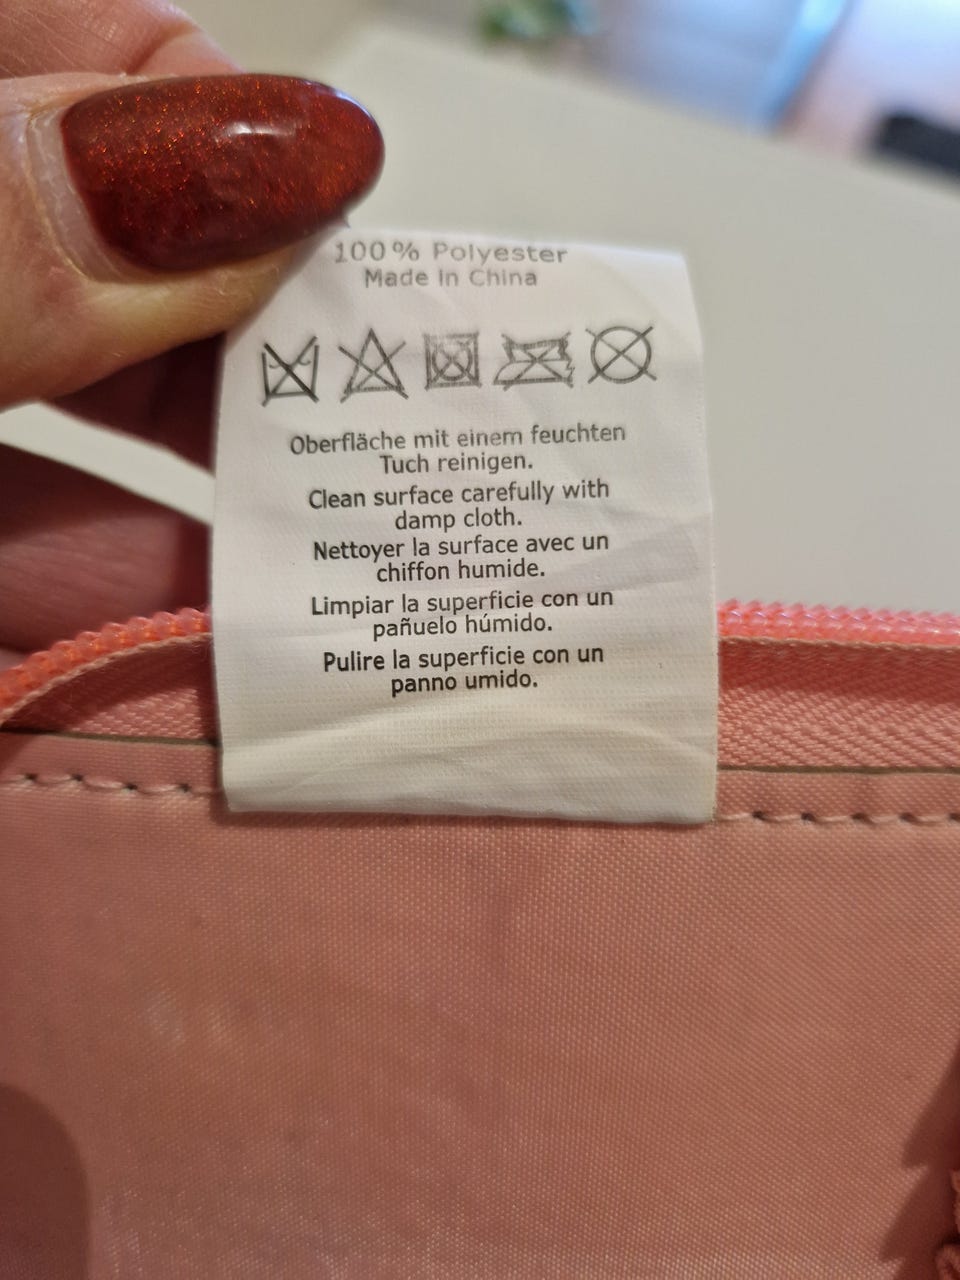 100% Polyester
Made in China
Oberfläche mit einem feuchten
Tuch reinigen.
Clean surface carefully with
damp cloth.
Nettoyer la surface avec un
chiffon humide.
Limpiar la superficie con un
pañuelo húmido.
Pulire la superficie con un
panno umido.